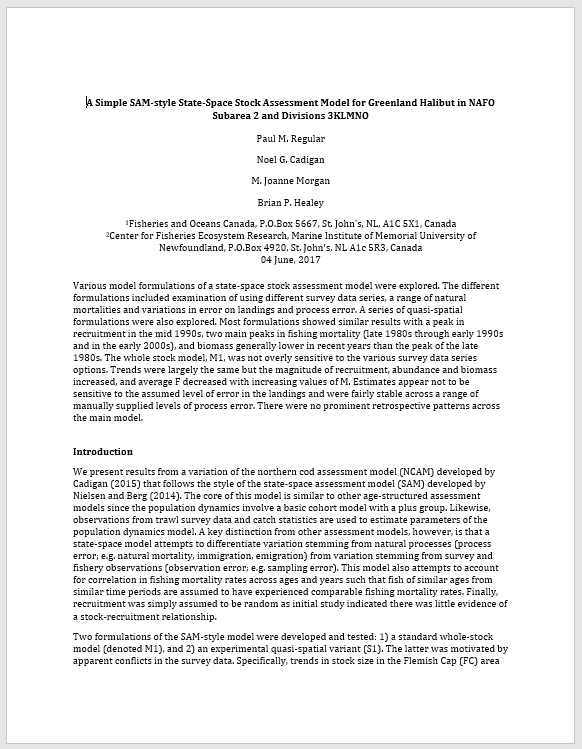 A Simple SAM-style State-Space Stock Assessment Model for Greenland Halibut in NAFO
Subarea 2 and Divisions 3KLMNO
Paul M. Regular
Noel G. Cadigan
M. Joanne Morgan
Brian P. Healey
¹Fisheries and Oceans Canada, P.O.Box 5667, St. John's, NL, A1C 5X1, Canada
²Center for Fisheries Ecosystem Research, Marine Institute of Memorial University of
Newfoundland, P.O.Box 4920, St. John's, NL A1c 5R3, Canada
04 June, 2017
Various model formulations of a state-space stock assessment model were explored. The different
formulations included examination of using different survey data series, a range of natural
mortalities and variations in error on landings and process error. A series of quasi-spatial
formulations were also explored. Most formulations showed similar results with a peak in
recruitment in the mid 1990s, two main peaks in fishing mortality (late 1980s through early 1990s
and in the early 2000s), and biomass generally lower in recent years than the peak of the late
1980s. The whole stock model, M1, was not overly sensitive to the various survey data series
options. Trends were largely the same but the magnitude of recruitment, abundance and biomass
increased, and average F decreased with increasing values of M. Estimates appear not to be
sensitive to the assumed level of error in the landings and were fairly stable across a range of
manually supplied levels of process error. There were no prominent retrospective patterns across
the main model.
Introduction
We present results from a variation of the northern cod assessment model (NCAM) developed by
Cadigan (2015) that follows the style of the state-space assessment model (SAM) developed by
Nielsen and Berg (2014). The core of this model is similar to other age-structured assessment
models since the population dynamics involve a basic cohort model with a plus group. Likewise,
observations from trawl survey data and catch statistics are used to estimate parameters of the
population dynamics model. A key distinction from other assessment models, however, is that a
state-space model attempts to differentiate variation stemming from natural processes (process
error; e.g. natural mortality, immigration, emigration) from variation stemming from survey and
fishery observations (observation error; e.g. sampling error). This model also attempts to account
for correlation in fishing mortality rates across ages and years such that fish of similar ages from
similar time periods are assumed to have experienced comparable fishing mortality rates. Finally,
recruitment was simply assumed to be random as initial study indicated there was little evidence of
a stock-recruitment relationship.
Two formulations of the SAM-style model were developed and tested: 1) a standard whole-stock
model (denoted M1), and 2) an experimental quasi-spatial variant (S1). The latter was motivated by
apparent conflicts in the survey data. Specifically, trends in stock size in the Flemish Cap (FC) area